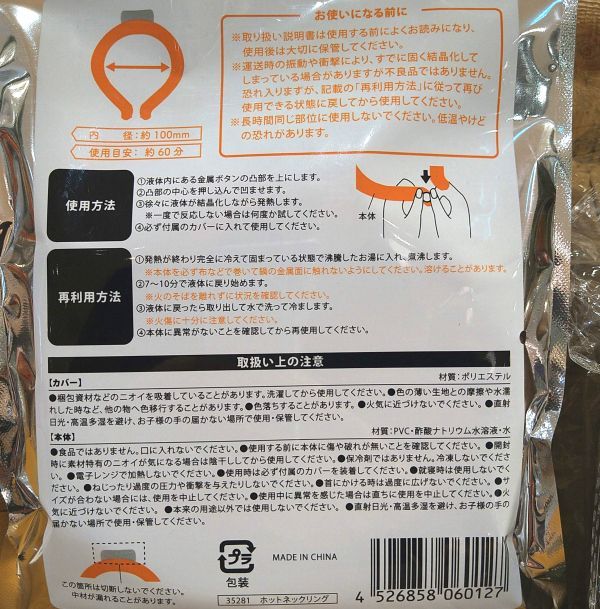 お使いになる前に
※取り扱い説明書は使用する前によくお読みになり、
使用後は大切に保管してください。
※運送時の振動や衝撃により、すでに固く結晶化して
しまっている場合がありますが不良品ではありません。
恐れ入りますが、記載の「再利用方法」に従って再び
使用できる状態に戻してから使用してください。
※長時間同じ部位に使用しないでください。低温やけど
の恐れがあります。
内 径：約100mm
使用目安：約60分
使用方法
①液体内にある金属ボタンの凸部を上にします。
②凸部の中心を押し込んで凹ませます。
③徐々に液体が結晶化しながら発熱します。
※一度で反応しない場合は何度か試してください。
④必ず付属のカバーに入れて使用してください。
本体
再利用方法
①発熱が終わり完全に冷えて固まっている状態で沸騰したお湯に入れ、煮沸します。
※本体を必ず布などで巻いて鍋の金属面に触れないようにしてください。溶けることがあります。
②7～10分で液体に戻り始めます。
※火のそばを離れずに状況を確認してください。
③液体に戻ったら取り出して水で洗って冷まします。
※火傷に十分に注意してください。
④本体に異常がないことを確認してから再使用してください。
取扱い上の注意
【カバー】 材質：ポリエステル
●梱包資材などのニオイを吸着していることがあります。洗濯してから使用してください。●色の薄い生地との摩擦や水濡
れした時など、他の物へ色移行することがあります。●色落ちすることがあります。●火気に近づけないでください。●直射
日光・高温多湿を避け、お子様の手の届かない場所で使用・保管してください。
【本体】 材質：PVC・酢酸ナトリウム水溶液・水
●食品ではありません。口に入れないでください。●使用する前に本体に傷や破れが無いことを確認してください。●開封
時に素材特有のニオイが気になる場合は陰干ししてから使用してください。●保冷剤ではありません。冷凍しないでくださ
い。●電子レンジで加熱しないでください。●使用時は必ず付属のカバーを装着してください。●就寝時は使用しないでく
ださい。●ねじったり過度の圧力や衝撃を与えたりしないでください。●首にかける時は過度に広げないでください。●サ
イズが合わない場合には、使用を中止してください。●使用中に異常を感じた場合は直ちに使用を中止してください。●火
気に近づけないでください。●本来の用途以外では使用しないでください。●直射日光・高温多湿を避け、お子様の手の
届かない場所で使用・保管してください。
この箇所は切断しないでください。
中材が漏れることがあります。
プラ
包装
MADE IN CHINA
35281 ホットネックリング
4 526858 060127